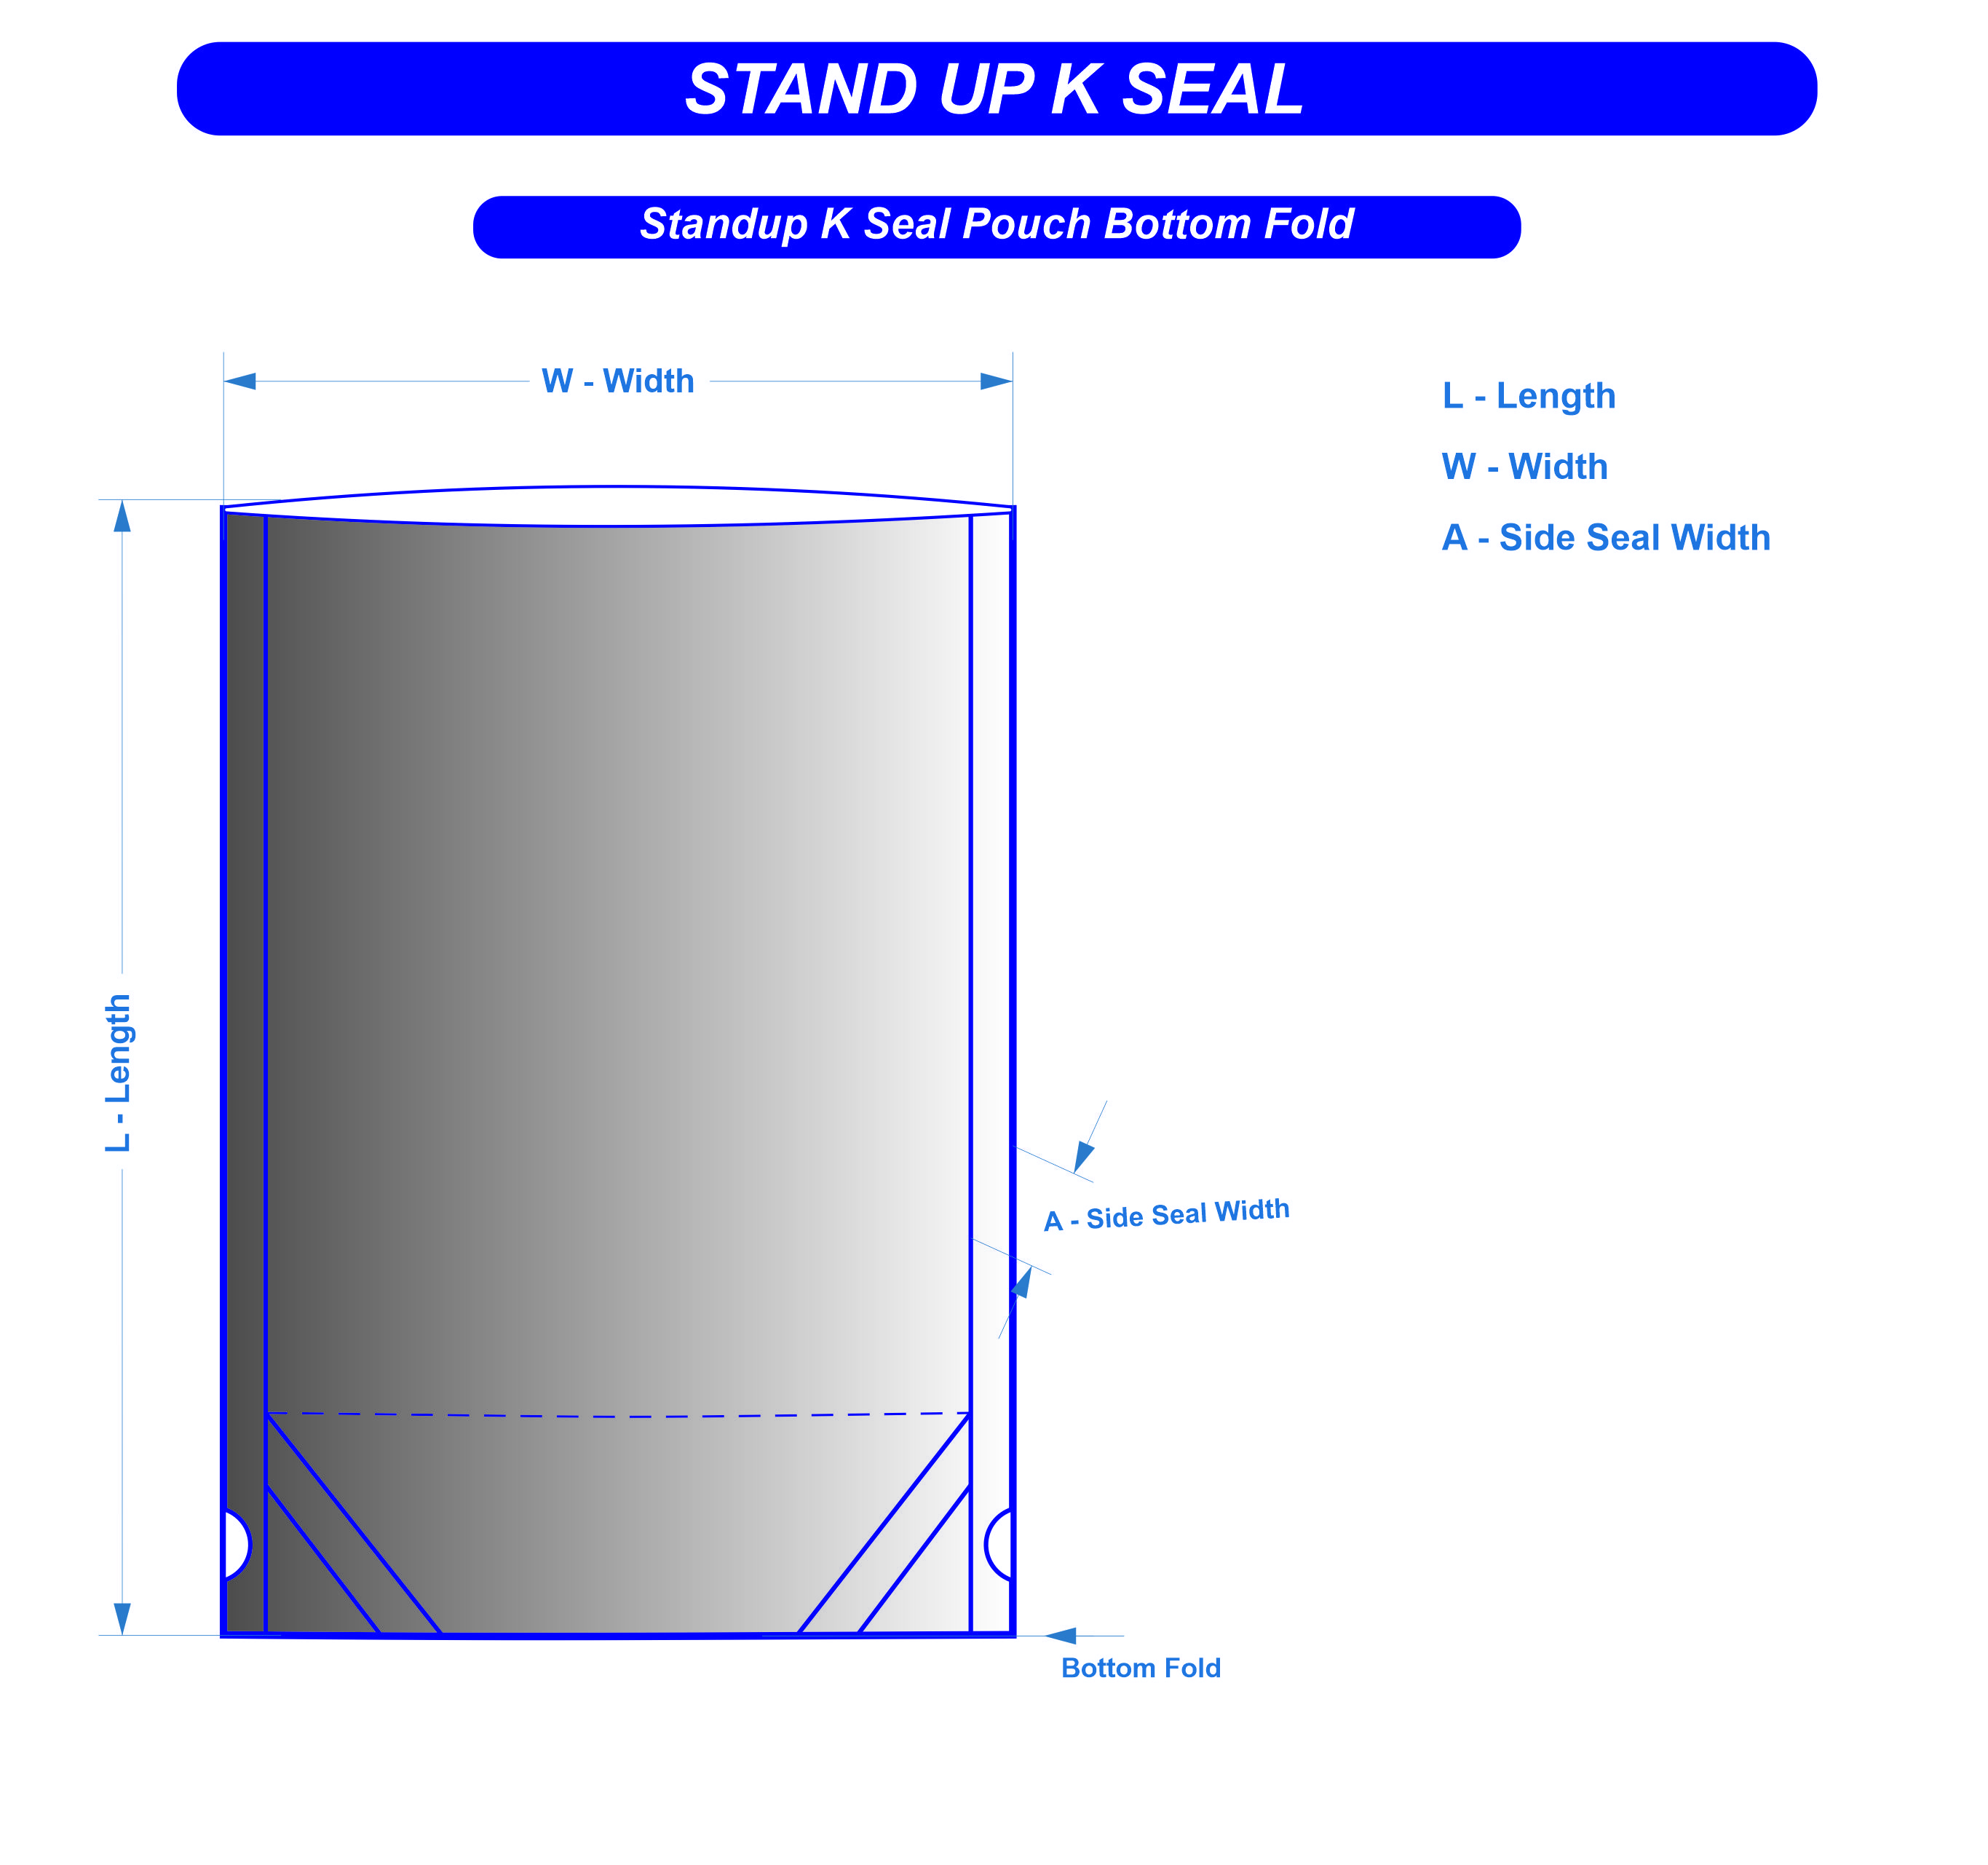 STAND UP K SEAL
Standup K Seal Pouch Bottom Fold
W - Width
L - Length
W - Width
A - Side Seal Width
L - Length
A - Side Seal Width
Bottom Fold